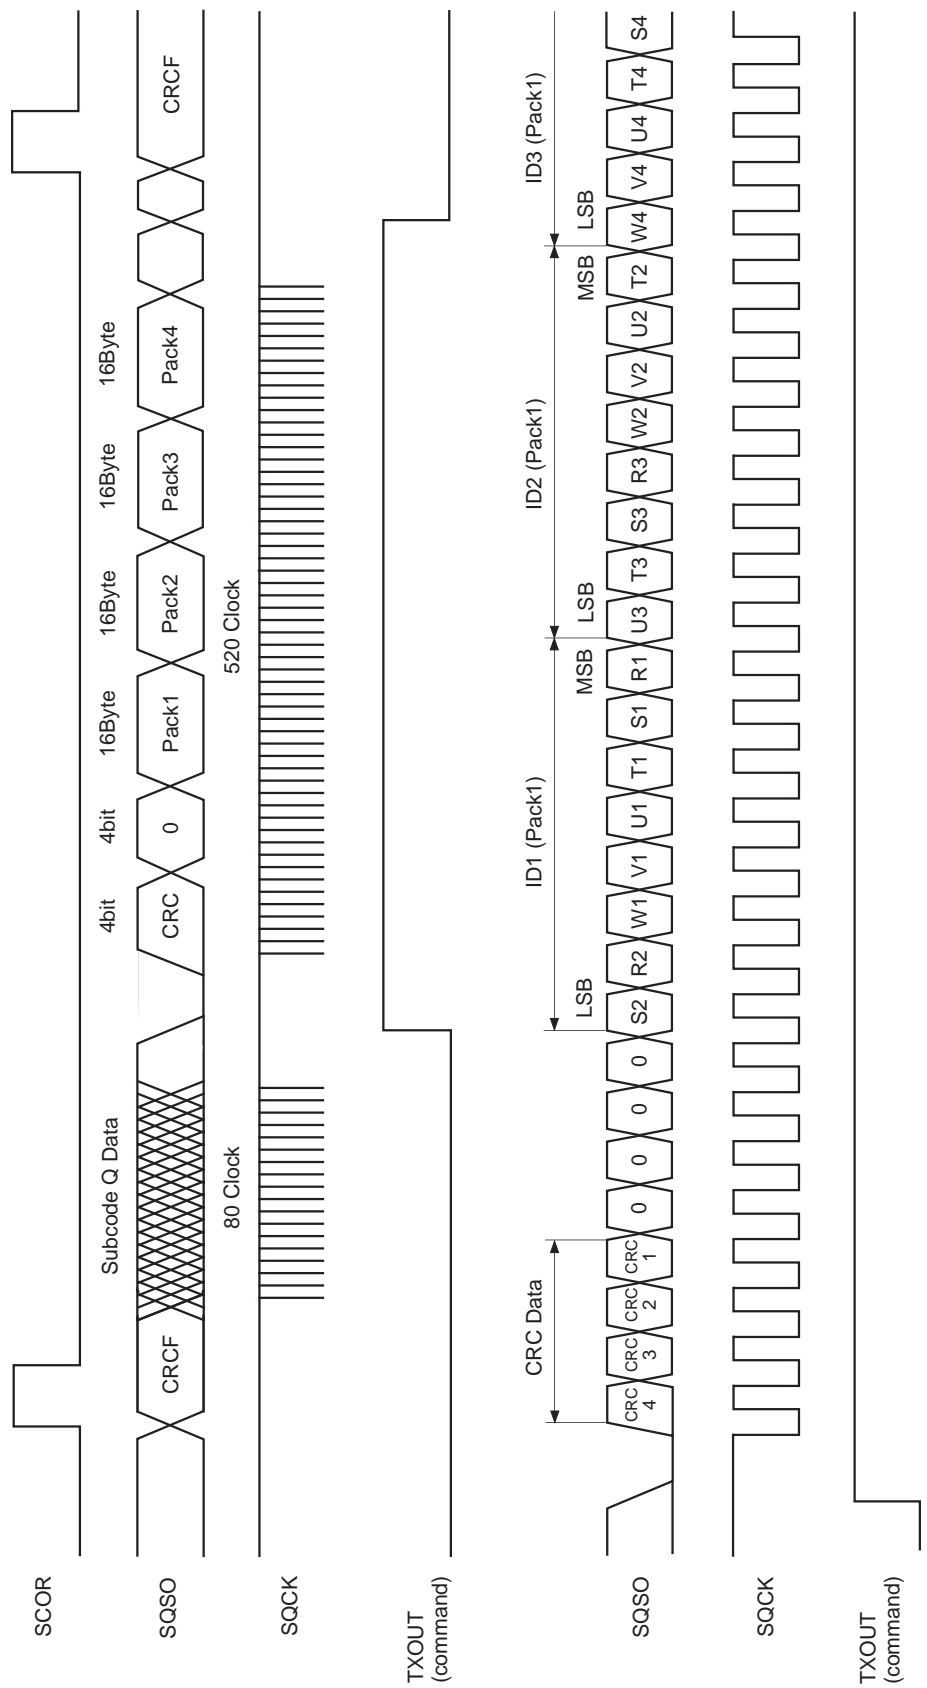 SCOR
SQSO
CRCF
Subcode Q Data
CRC
4bit
0
4bit
Pack1
16Byte
Pack2
16Byte
Pack3
16Byte
Pack4
16Byte
CRCF
SQCK
80 Clock
520 Clock
TXOUT
(command)
CRC Data
ID1 (Pack1)
ID2 (Pack1)
ID3 (Pack1)
LSB
MSB
LSB
MSB
LSB
SQSO
CRC
4
CRC
3
CRC
2
CRC
1
0
0
0
0
S2
R2
W1
V1
U1
T1
S1
R1
U3
T3
S3
R3
W2
V2
U2
T2
W4
V4
U4
T4
S4
SQCK
TXOUT
(command)